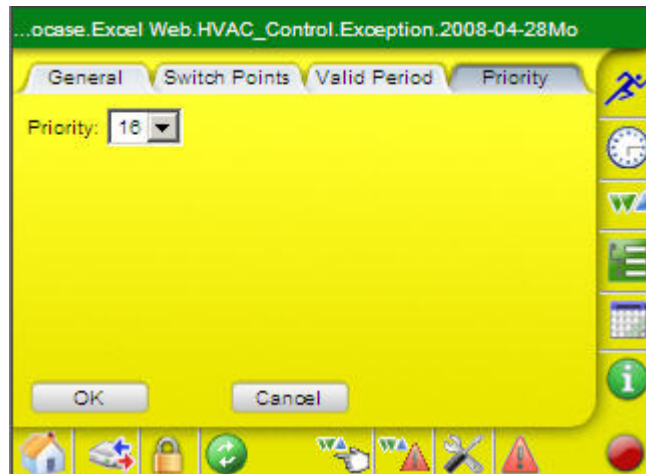 ...ocase.Excel Web.HVAC_Control.Exception.2008-04-28Mo
General Switch Points Valid Period Priority
Priority: 16
OK Cancel